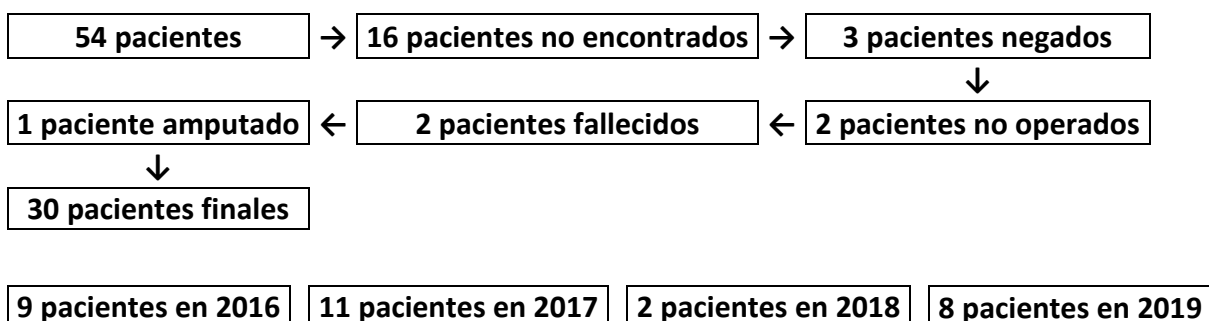 54 pacientes → 16 pacientes no encontrados → 3 pacientes negados
↓
1 paciente amputado ← 2 pacientes fallecidos ← 2 pacientes no operados
↓
30 pacientes finales
9 pacientes en 2016 11 pacientes en 2017 2 pacientes en 2018 8 pacientes en 2019